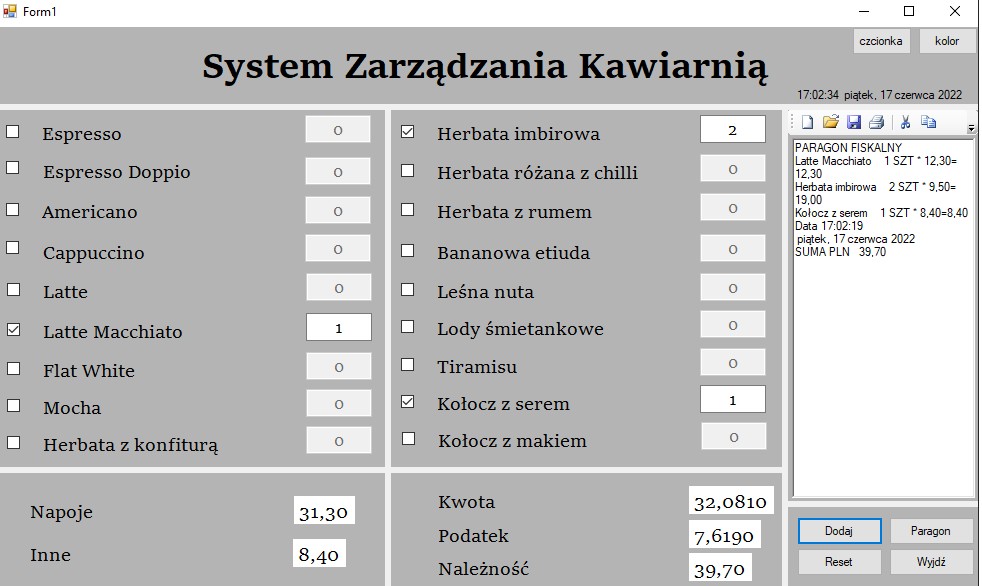 Form1
czcionka kolor
System Zarządzania Kawiarnią
17:02:34 piątek, 17 czerwca 2022
Espresso 0
Espresso Doppio 0
Americano 0
Cappuccino 0
Latte 0
Latte Macchiato 1
Flat White 0
Mocha 0
Herbata z konfiturą 0
Herbata imbirowa 2
Herbata różana z chilli 0
Herbata z rumem 0
Bananowa etiuda 0
Leśna nuta 0
Lody śmietankowe 0
Tiramisu 0
Kołocz z serem 1
Kołocz z makiem 0
PARAGON FISKALNY
Latte Macchiato 1 SZT * 12,30=
12,30
Herbata imbirowa 2 SZT * 9,50=
19,00
Kołocz z serem 1 SZT * 8,40=8,40
Data 17:02:19
piątek, 17 czerwca 2022
SUMA PLN 39,70
Napoje 31,30
Inne 8,40
Kwota 32,0810
Podatek 7,6190
Należność 39,70
Dodaj Paragon
Reset Wyjdź